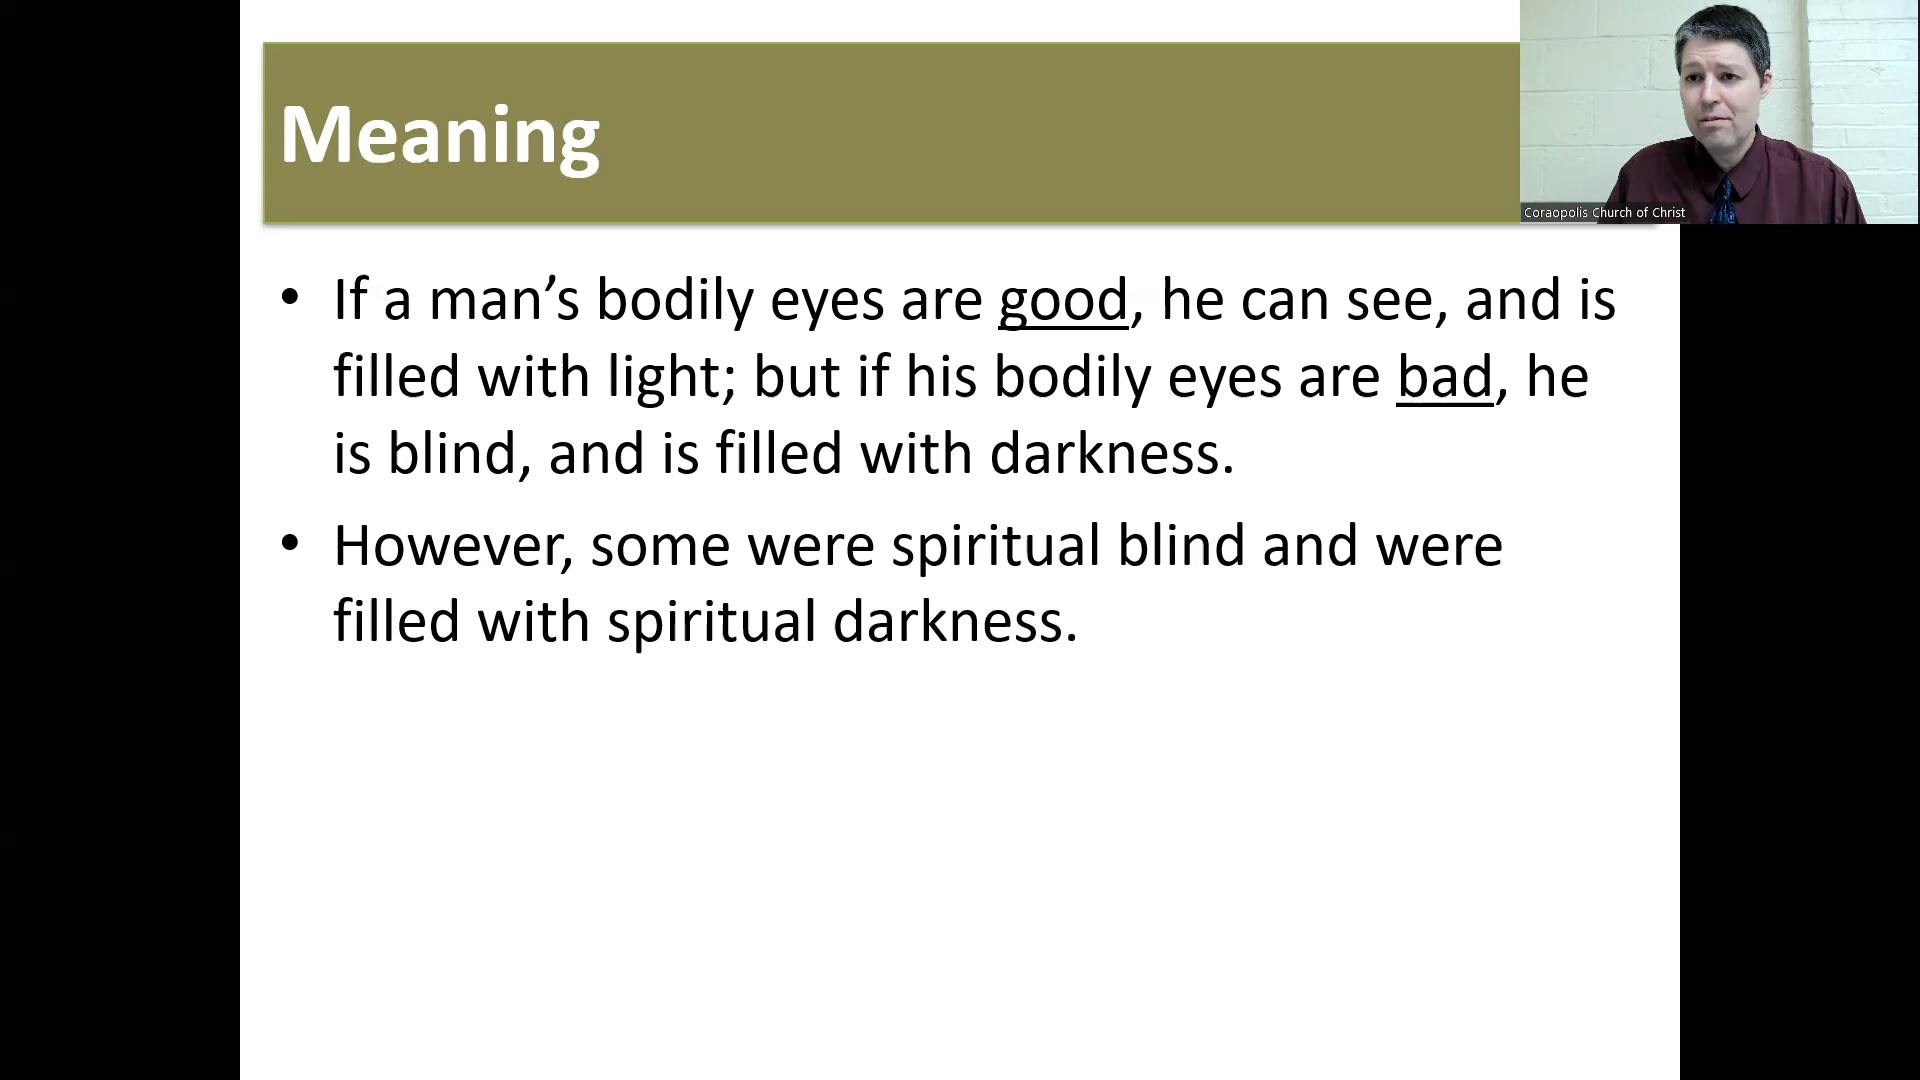 Meaning
Coraopolis Church of Christ
• If a man’s bodily eyes are good, he can see, and is
filled with light; but if his bodily eyes are bad, he
is blind, and is filled with darkness.
• However, some were spiritual blind and were
filled with spiritual darkness.